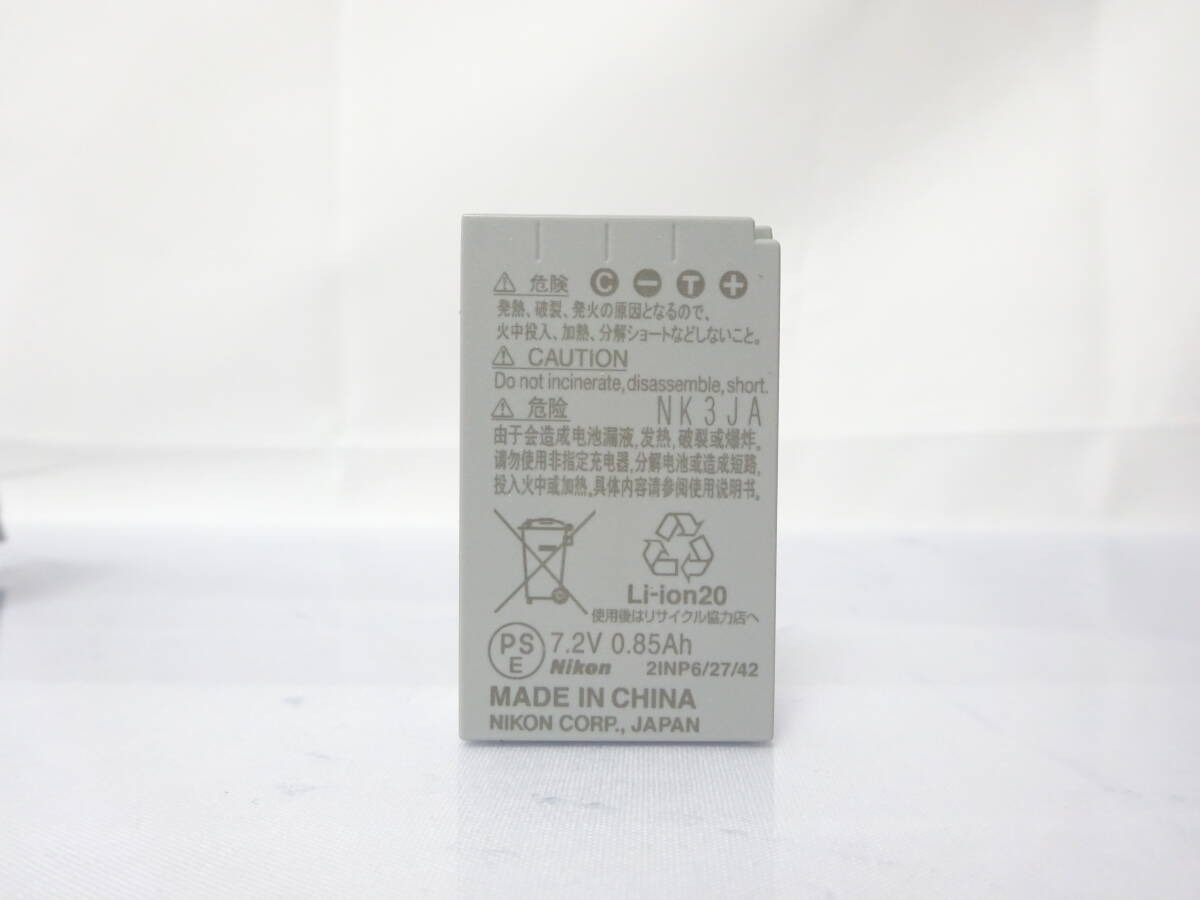 ⚠ 危険 C − T +
発熱、破裂、発火の原因となるので、
火中投入、加熱、分解ショートなどしないこと。
⚠ CAUTION
Do not incinerate, disassemble, short.
⚠ 危险 NK3JA
由于会造成电池漏液,发热,破裂或爆炸。
请勿使用非指定充电器,分解电池或造成短路,
投入火中或加熱。具体内容请参阅使用说明书。
Li-ion20
使用後はリサイクル協力店へ
PS
E
7.2V 0.85Ah
Nikon 2INP6/27/42
MADE IN CHINA
NIKON CORP., JAPAN